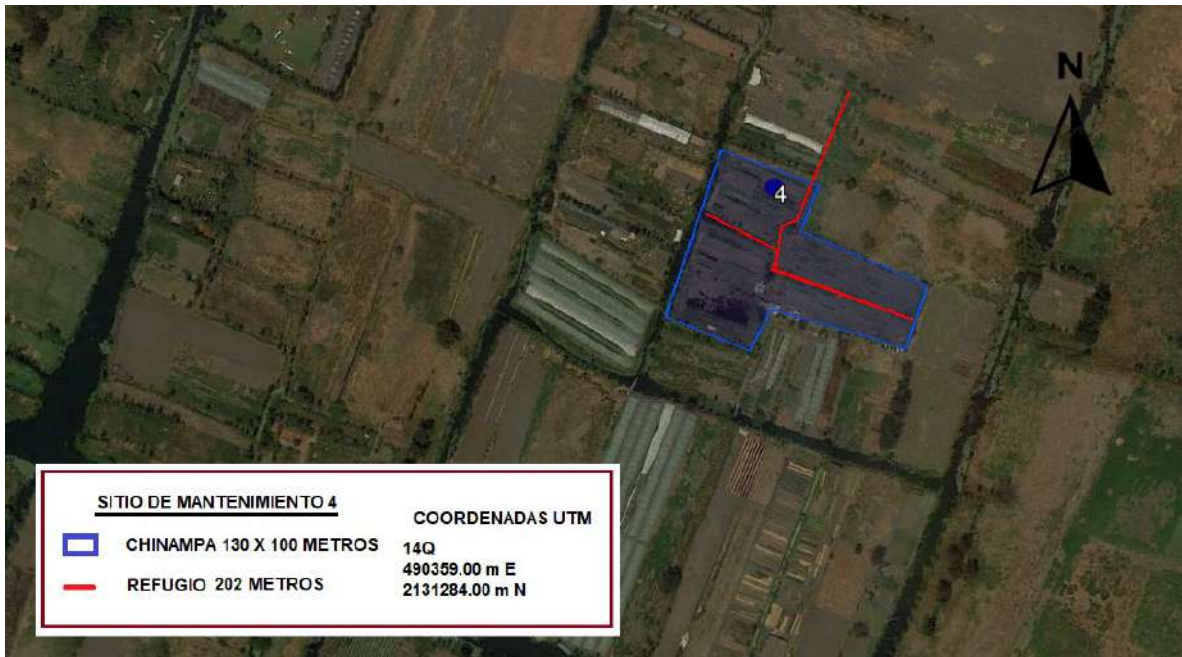 N
4
SITIO DE MANTENIMIENTO 4
CHINAMPA 130 X 100 METROS
REFUGIO 202 METROS
COORDENADAS UTM
14Q
490359.00 m E
2131284.00 m N